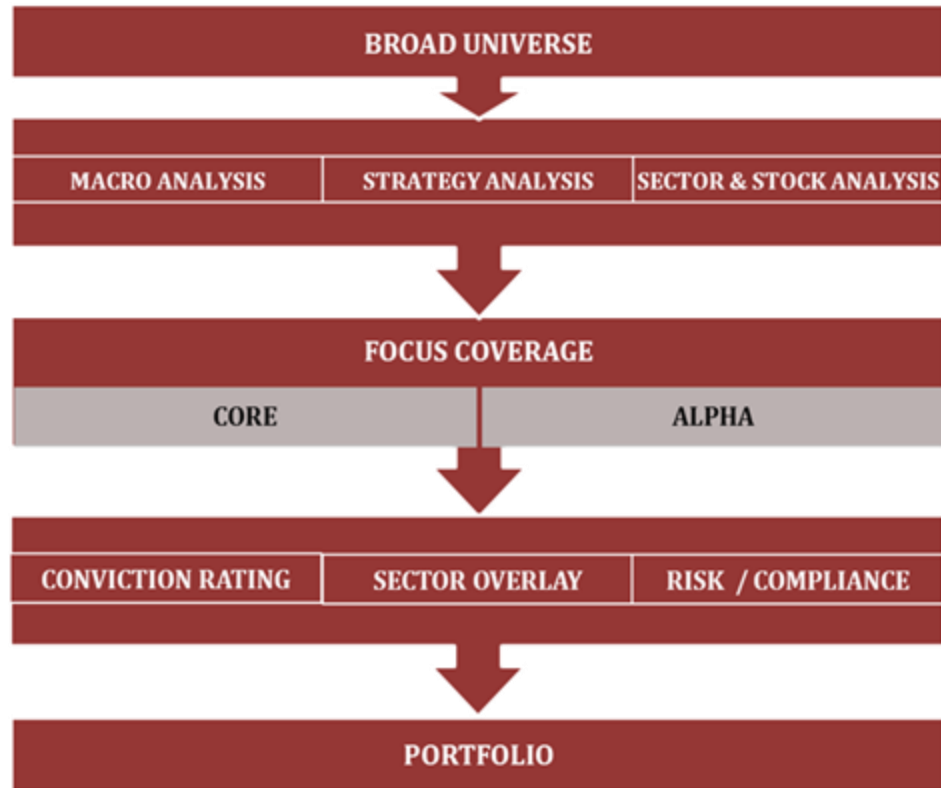 BROAD UNIVERSE
MACRO ANALYSIS
STRATEGY ANALYSIS
SECTOR & STOCK ANALYSIS
FOCUS COVERAGE
CORE
ALPHA
CONVICTION RATING
SECTOR OVERLAY
RISK / COMPLIANCE
PORTFOLIO